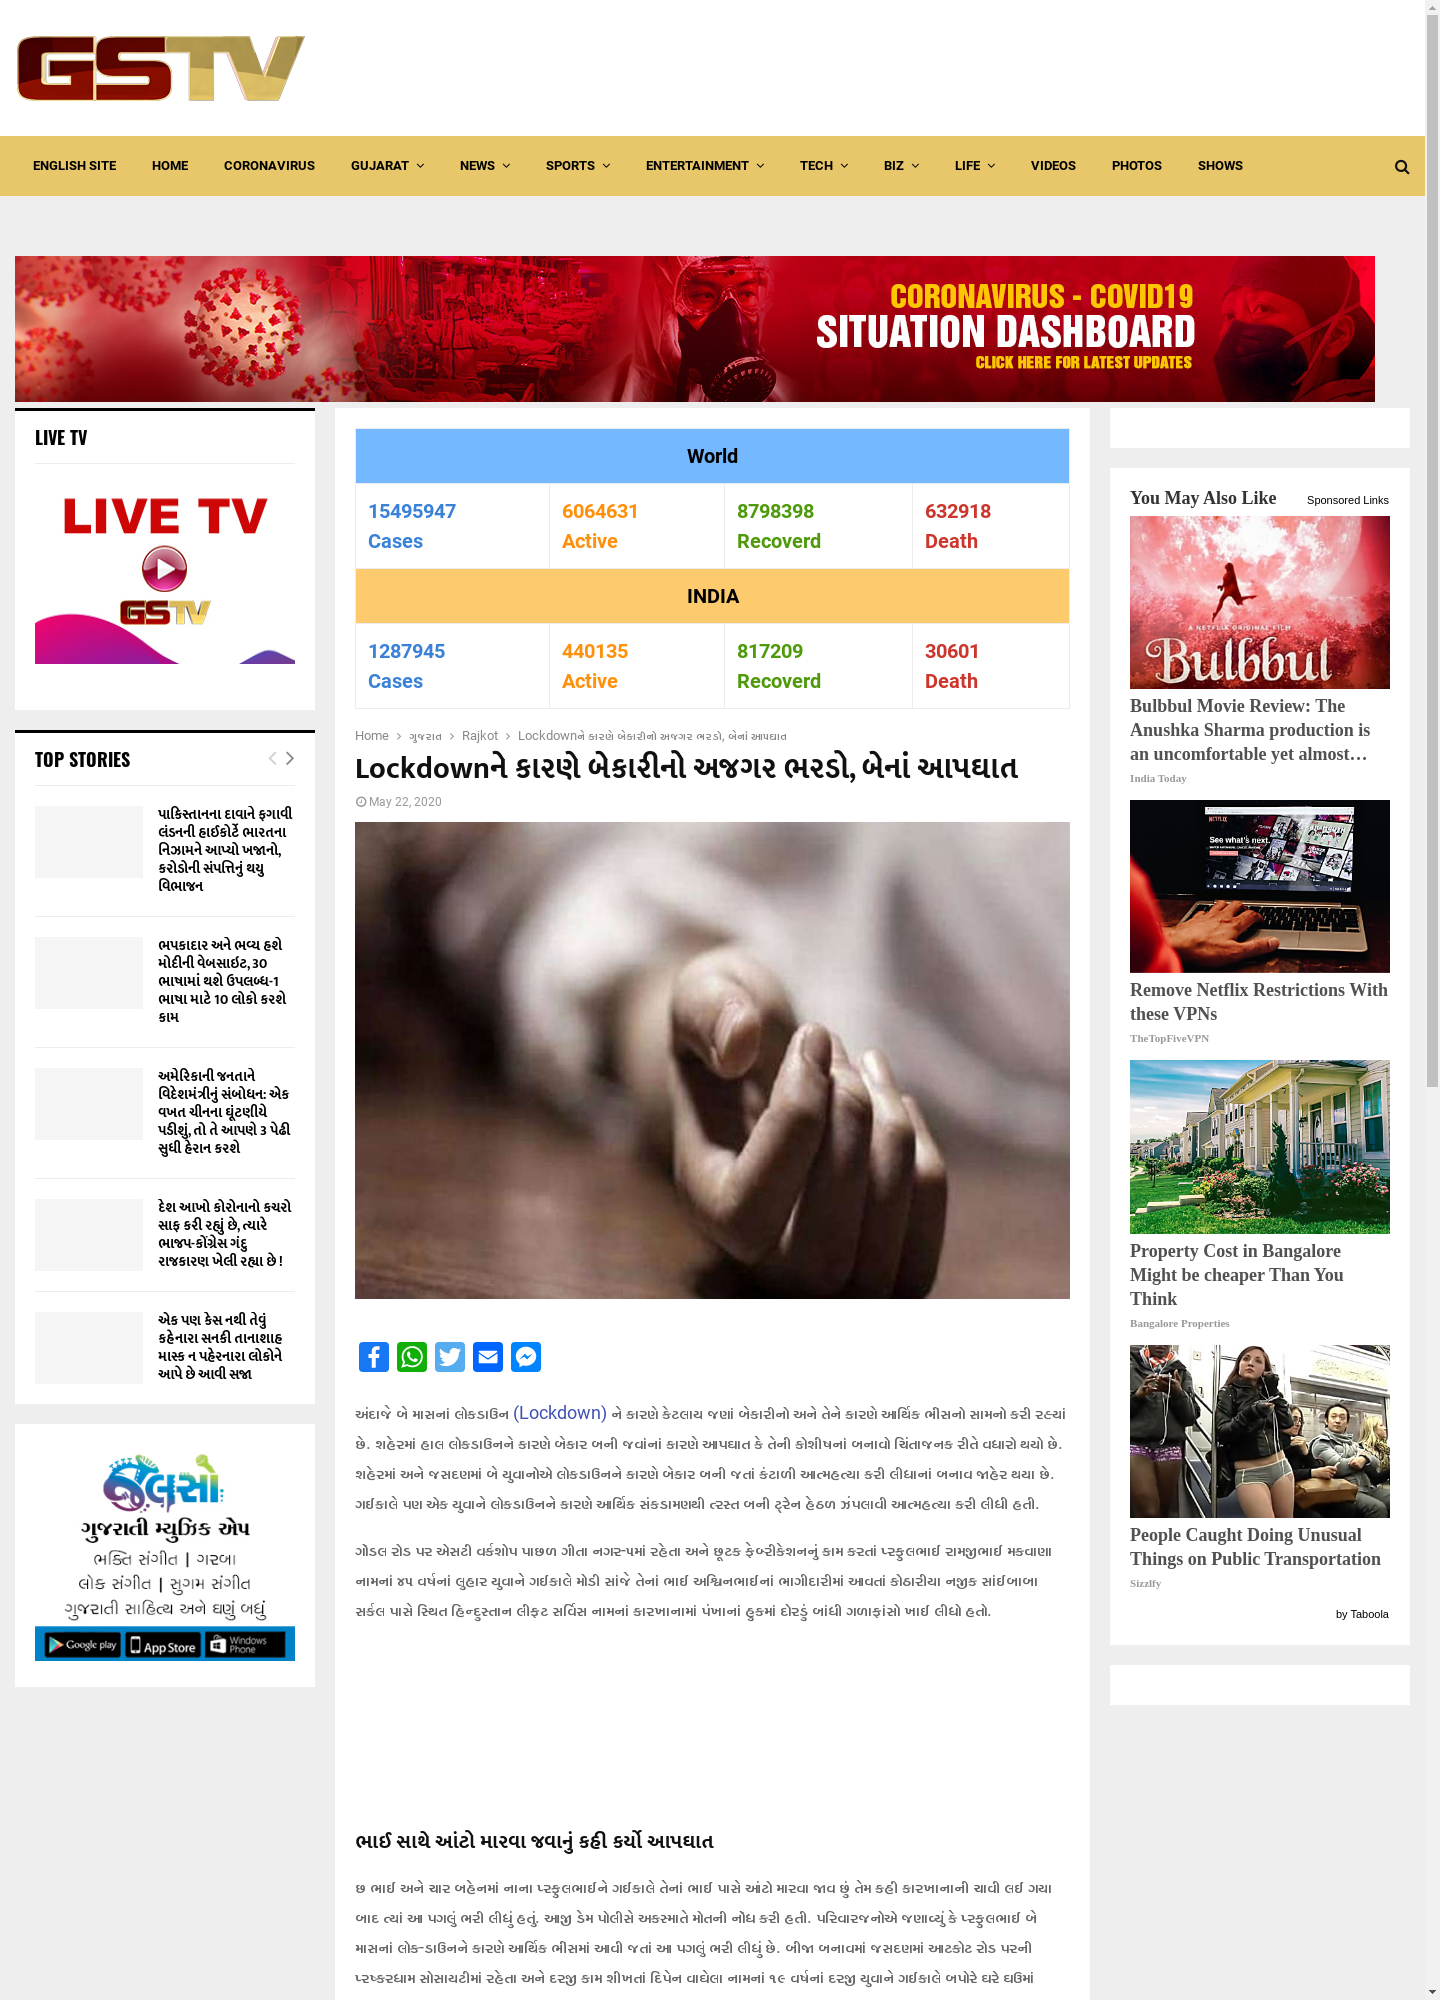 GSTV
ENGLISH SITE HOME CORONAVIRUS GUJARAT NEWS SPORTS ENTERTAINMENT TECH BIZ LIFE VIDEOS PHOTOS SHOWS
CORONAVIRUS - COVID19
SITUATION DASHBOARD
CLICK HERE FOR LATEST UPDATES
LIVE TV
LIVE TV
GSTV
TOP STORIES
પાકિસ્તાનના દાવાને ફગાવી
લંડનની હાઈકોર્ટે ભારતના
નિઝામને આપ્યો ખજાનો,
કરોડોની સંપત્તિનું થયુ
વિભાજન
ભપકાદાર અને ભવ્ય હશે
મોદીની વેબસાઇટ, 30
ભાષામાં થશે ઉપલબ્ધ-1
ભાષા માટે 10 લોકો કરશે
કામ
અમેરિકાની જનતાને
વિદેશમંત્રીનું સંબોધન: એક
વખત ચીનના ઘૂંટણીયે
પડીશું, તો તે આપણે 3 પેઢી
સુધી હેરાન કરશે
દેશ આખો કોરોનાનો કચરો
સાફ કરી રહ્યું છે, ત્યારે
ભાજપ-કોંગ્રેસ ગંદુ
રાજકારણ ખેલી રહ્યા છે !
એક પણ કેસ નથી તેવું
કહેનારા સનકી તાનાશાહ
માસ્ક ન પહેરનારા લોકોને
આપે છે આવી સજા
જલસો
ગુજરાતી મ્યુઝિક એપ
ભક્તિ સંગીત | ગરબા
લોક સંગીત | સુગમ સંગીત
ગુજરાતી સાહિત્ય અને ઘણું બધું
Google play App Store Windows Phone
World
15495947 6064631 8798398 632918
Cases Active Recoverd Death
INDIA
1287945 440135 817209 30601
Cases Active Recoverd Death
Home ગુજરાત Rajkot Lockdownને કારણે બેકારીનો અજગર ભરડો, બેનાં આપઘાત
Lockdownને કારણે બેકારીનો અજગર ભરડો, બેનાં આપઘાત
May 22, 2020
અંદાજે બે માસનાં લોકડાઉન (Lockdown) ને કારણે કેટલાય જણાં બેકારીનો અને તેને કારણે આર્થિક ભીસનો સામનો કરી રહ્યાં
છે. શહેરમાં હાલ લોકડાઉનને કારણે બેકાર બની જવાંનાં કારણે આપઘાત કે તેની કોશીષનાં બનાવો ચિંતાજનક રીતે વધારો થયો છે.
શહેરમાં અને જસદણમાં બે યુવાનોએ લોકડાઉનને કારણે બેકાર બની જતાં કંટાળી આત્મહત્યા કરી લીધાનાં બનાવ જાહેર થયા છે.
ગઈકાલે પણ એક યુવાને લોકડાઉનને કારણે આર્થિક સંકડામણથી ત્રસ્ત બની ટ્રેન હેઠળ ઝંપલાવી આત્મહત્યા કરી લીધી હતી.
ગોડલ રોડ પર એસટી વર્કશોપ પાછળ ગીતા નગર-૫માં રહેતા અને છૂટક ફેબ્રીકેશનનું કામ કરતાં પ્રફુલભાઈ રામજીભાઈ મકવાણા
નામનાં ૪૫ વર્ષનાં લુહાર યુવાને ગઈકાલે મોડી સાંજે તેનાં ભાઈ અશ્વિનભાઈનાં ભાગીદારીમાં આવતાં કોઠારીયા નજીક સાંઈબાબા
સર્કલ પાસે સ્થિત હિન્દુસ્તાન લીફટ સર્વિસ નામનાં કારખાનામાં પંખાનાં હુકમાં દોરડું બાંધી ગળાફાંસો ખાઈ લીધો હતો.
ભાઈ સાથે આંટો મારવા જવાનું કહી કર્યો આપઘાત
છ ભાઈ અને ચાર બહેનમાં નાના પ્રફુલભાઈને ગઈકાલે તેનાં ભાઈ પાસે આંટો મારવા જાવ છું તેમ કહી કારખાનાની ચાવી લઈ ગયા
બાદ ત્યાં આ પગલું ભરી લીધું હતું. આજી ડેમ પોલીસે અકસ્માતે મોતની નોધ કરી હતી. પરિવારજનોએ જણાવ્યું કે પ્રફુલભાઈ બે
માસનાં લોક-ડાઉનને કારણે આર્થિક ભીસમાં આવી જતાં આ પગલું ભરી લીધું છે. બીજા બનાવમાં જસદણમાં આટકોટ રોડ પરની
પ્રષ્કરધામ સોસાયટીમાં રહેતા અને દરજી કામ શીખતાં દિપેન વાઘેલા નામનાં ૧૯ વર્ષનાં દરજી યુવાને ગઈકાલે બપોરે ઘરે ઘઉંમાં
You May Also Like Sponsored Links
A NETFLIX ORIGINAL FILM
Bulbbul
Bulbbul Movie Review: The
Anushka Sharma production is
an uncomfortable yet almost…
India Today
NETFLIX
See what's next.
Remove Netflix Restrictions With
these VPNs
TheTopFiveVPN
Property Cost in Bangalore
Might be cheaper Than You
Think
Bangalore Properties
People Caught Doing Unusual
Things on Public Transportation
Sizzlfy
by Taboola